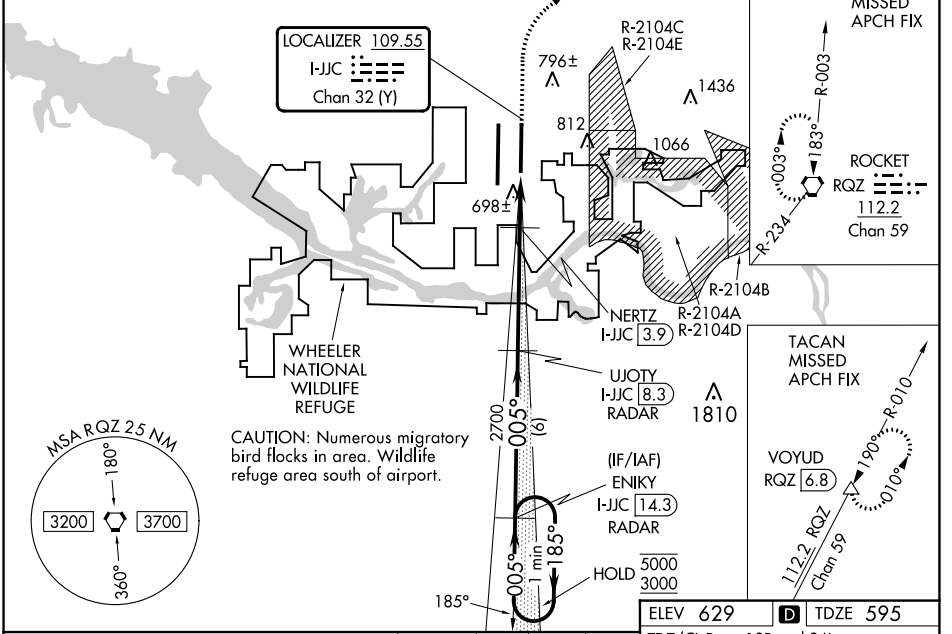 MISSED
APCH FIX
LOCALIZER 109.55
I-JJC
Chan 32 (Y)
R-2104C
R-2104E
796±
1436
812
1066
R-003
183°
003°
ROCKET
RQZ
112.2
Chan 59
R-234
698±
R-2104B
R-2104A
R-2104D
NERTZ
I-JJC 3.9
WHEELER
NATIONAL
WILDLIFE
REFUGE
UJOTY
I-JJC 8.3
RADAR
1810
2700
005°
(6)
CAUTION: Numerous migratory
bird flocks in area. Wildlife
refuge area south of airport.
TACAN
MISSED
APCH FIX
R-010
190°
010°
VOYUD
RQZ 6.8
112.2 RQZ
Chan 59
MSA RQZ 25 NM
180°
3200
3700
360°
(IF/IAF)
ENIKY
I-JJC 14.3
RADAR
005°
1 min
185°
HOLD 5000
3000
185°
ELEV 629 D TDZE 595